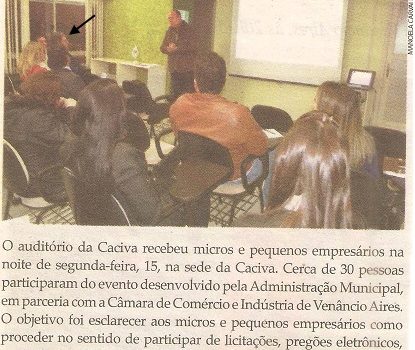 MANOELA CARVAL
O auditório da Caciva recebeu micros e pequenos empresários na
noite de segunda-feira, 15, na sede da Caciva. Cerca de 30 pessoas
participaram do evento desenvolvido pela Administração Municipal,
em parceria com a Câmara de Comércio e Indústria de Venâncio Aires.
O objetivo foi esclarecer aos micros e pequenos empresários como
proceder no sentido de participar de licitações, pregões eletrônicos,